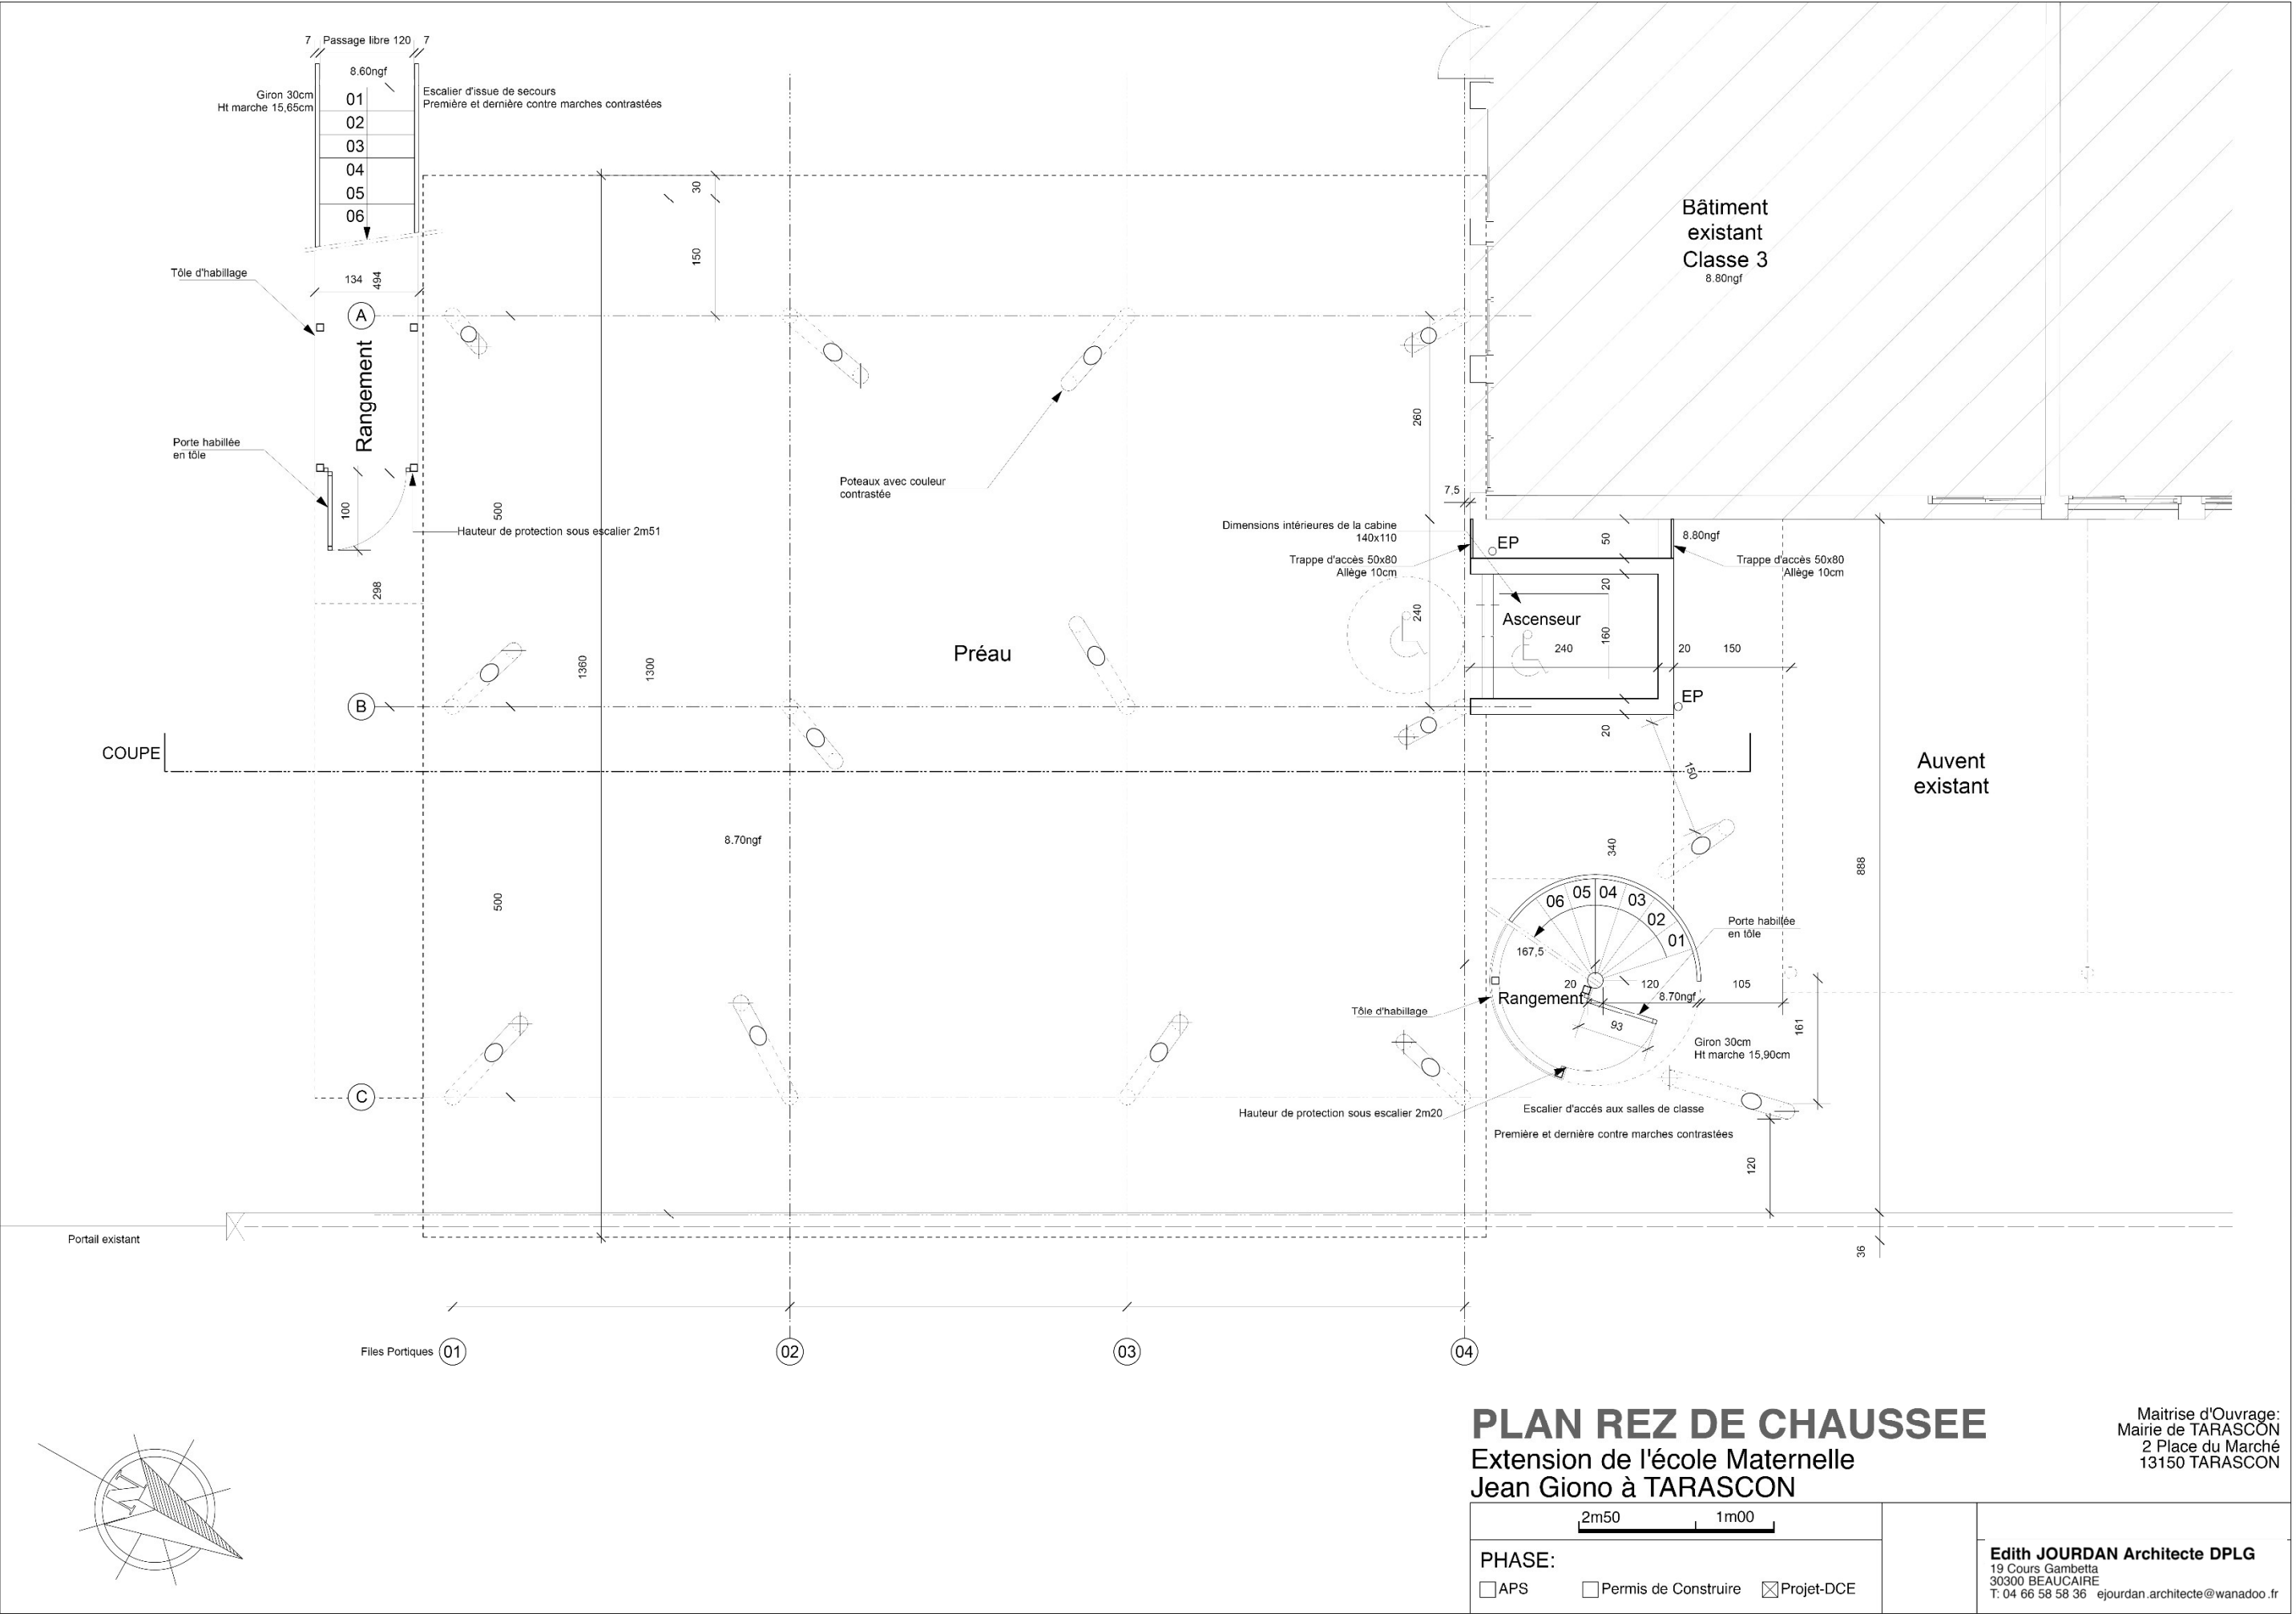 7 Passage libre 120 7
8.60ngf
Giron 30cm
Ht marche 15,65cm
Escalier d'issue de secours
Première et dernière contre marches contrastées
01
02
03
04
05
06
30
150
Bâtiment
existant
Classe 3
8.80ngf
Tôle d'habillage
134
494
A
Rangement
260
Porte habillée
en tôle
100
500
Poteaux avec couleur
contrastée
Hauteur de protection sous escalier 2m51
7,5
Dimensions intérieures de la cabine
140x110
Trappe d'accès 50x80
Allège 10cm
EP
50
8.80ngf
Trappe d'accès 50x80
Allège 10cm
298
20
240
Ascenseur
160
240
20
150
1360
1300
Préau
EP
B
20
COUPE
150
Auvent
existant
8.70ngf
340
888
500
06
05
04
03
02
01
Porte habillée
en tôle
167,5
20
120
105
Rangement
8.70ngf
Tôle d'habillage
93
161
Giron 30cm
Ht marche 15,90cm
C
Hauteur de protection sous escalier 2m20
Escalier d'accès aux salles de classe
Première et dernière contre marches contrastées
120
Portail existant
36
Files Portiques
01
02
03
04
N
PLAN REZ DE CHAUSSEE
Extension de l'école Maternelle
Jean Giono à TARASCON
Maitrise d'Ouvrage:
Mairie de TARASCON
2 Place du Marché
13150 TARASCON
2m50 1m00
PHASE:
APS Permis de Construire Projet-DCE
Edith JOURDAN Architecte DPLG
19 Cours Gambetta
30300 BEAUCAIRE
T: 04 66 58 58 36 ejourdan.architecte@wanadoo.fr